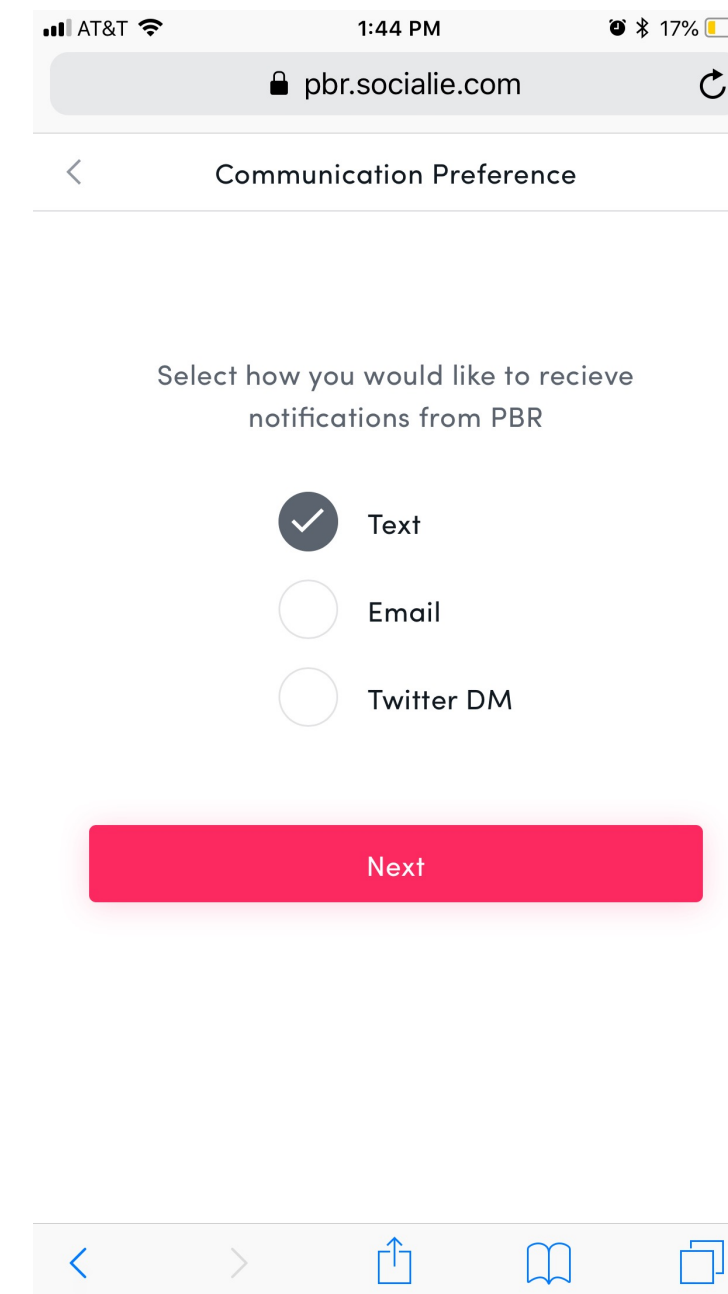 AT&T 1:44 PM 17%
pbr.socialie.com
Communication Preference
Select how you would like to recieve
notifications from PBR
Text
Email
Twitter DM
Next